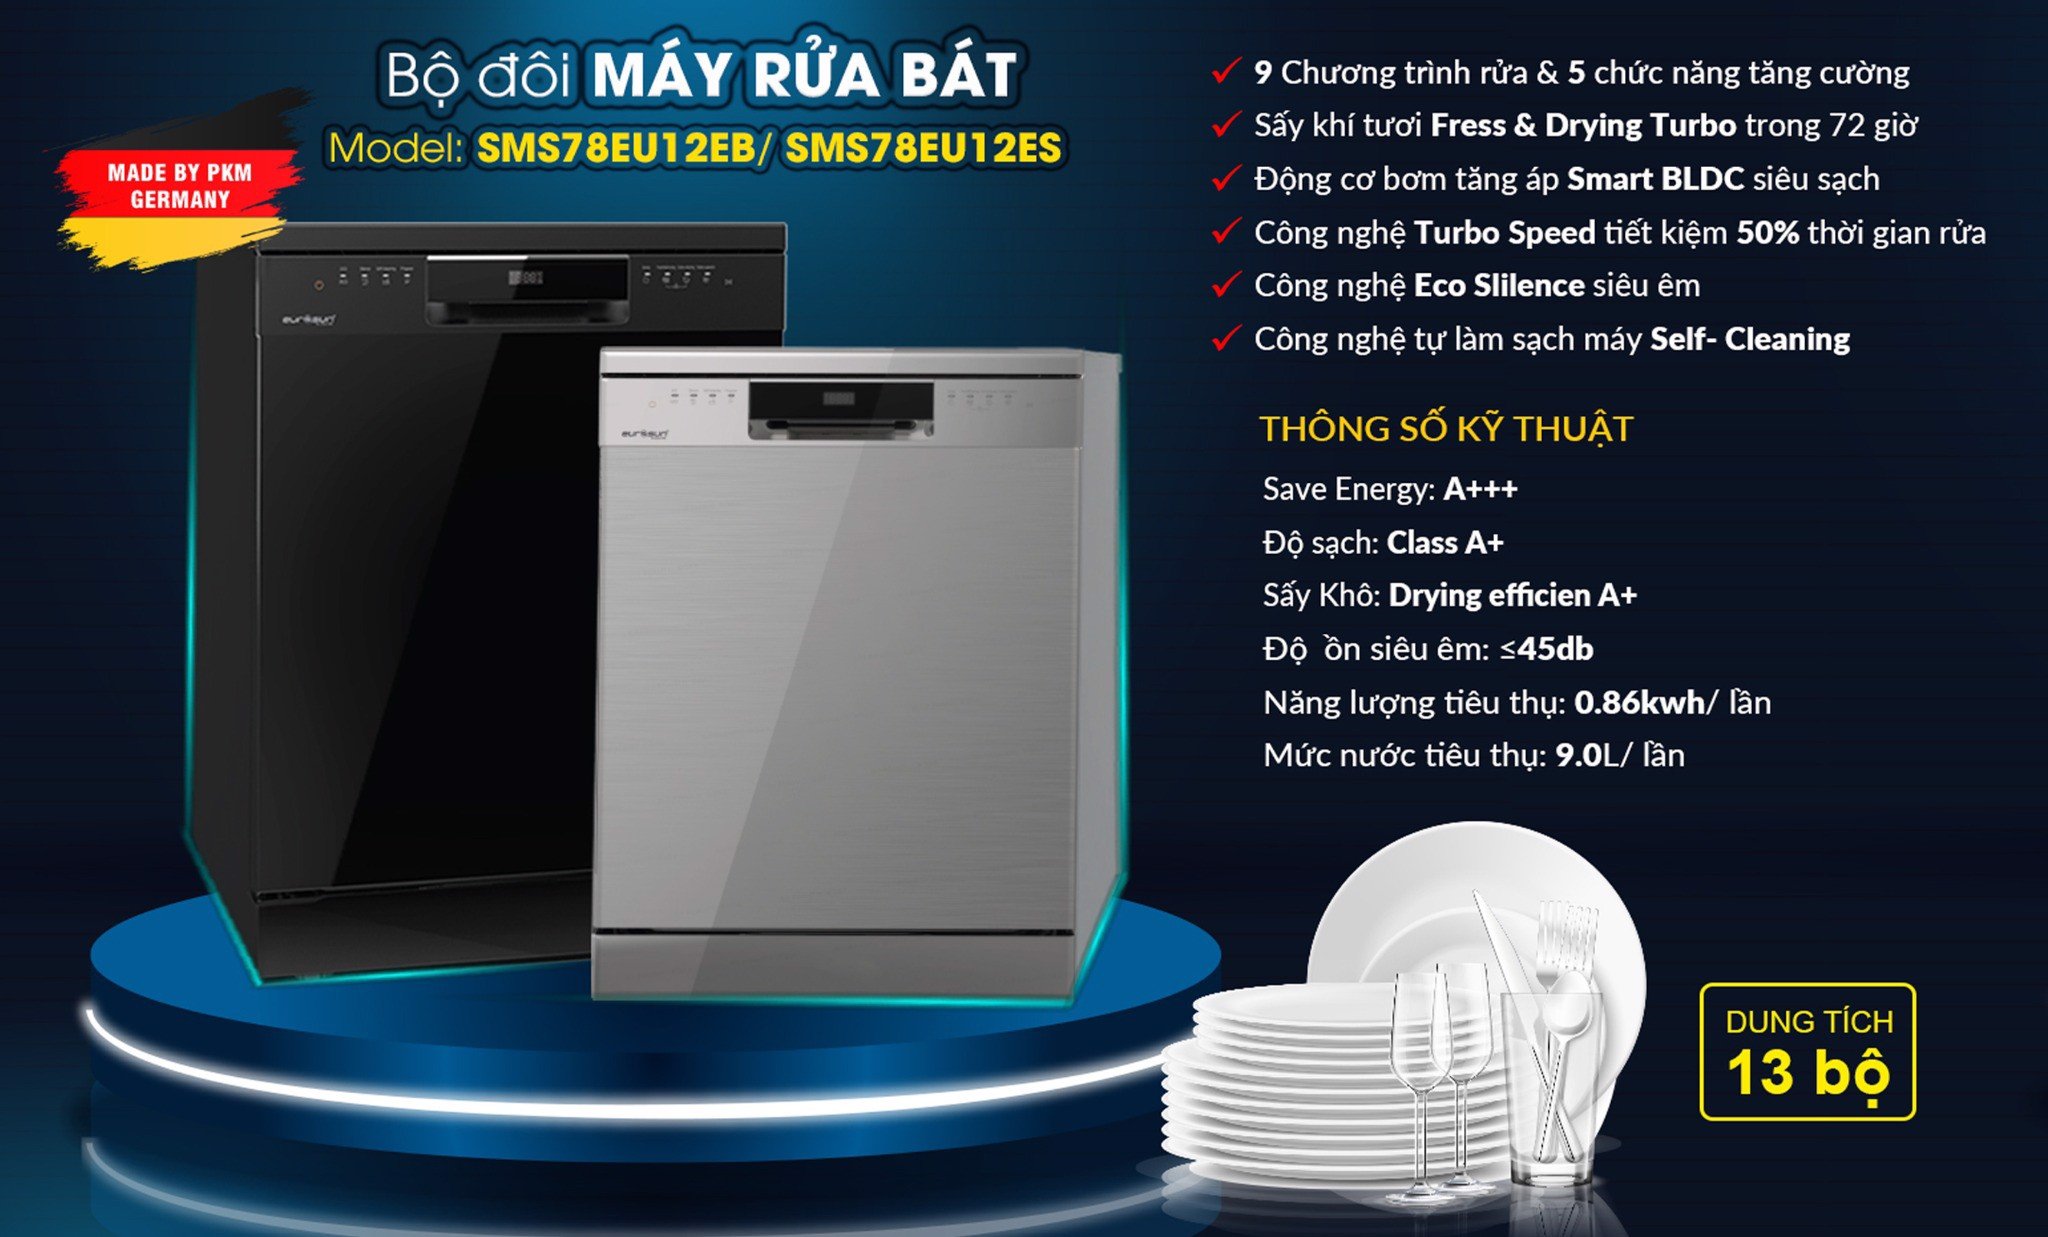 Bộ đôi MÁY RỬA BÁT
Model: SMS78EU12EB/ SMS78EU12ES
MADE BY PKM
GERMANY
eurosun
eurosun
9 Chương trình rửa & 5 chức năng tăng cường
Sấy khí tươi Fress & Drying Turbo trong 72 giờ
Động cơ bơm tăng áp Smart BLDC siêu sạch
Công nghệ Turbo Speed tiết kiệm 50% thời gian rửa
Công nghệ Eco Slilence siêu êm
Công nghệ tự làm sạch máy Self- Cleaning
THÔNG SỐ KỸ THUẬT
Save Energy: A+++
Độ sạch: Class A+
Sấy Khô: Drying efficien A+
Độ ồn siêu êm: ≤45db
Năng lượng tiêu thụ: 0.86kwh/ lần
Mức nước tiêu thụ: 9.0L/ lần
DUNG TÍCH
13 bộ